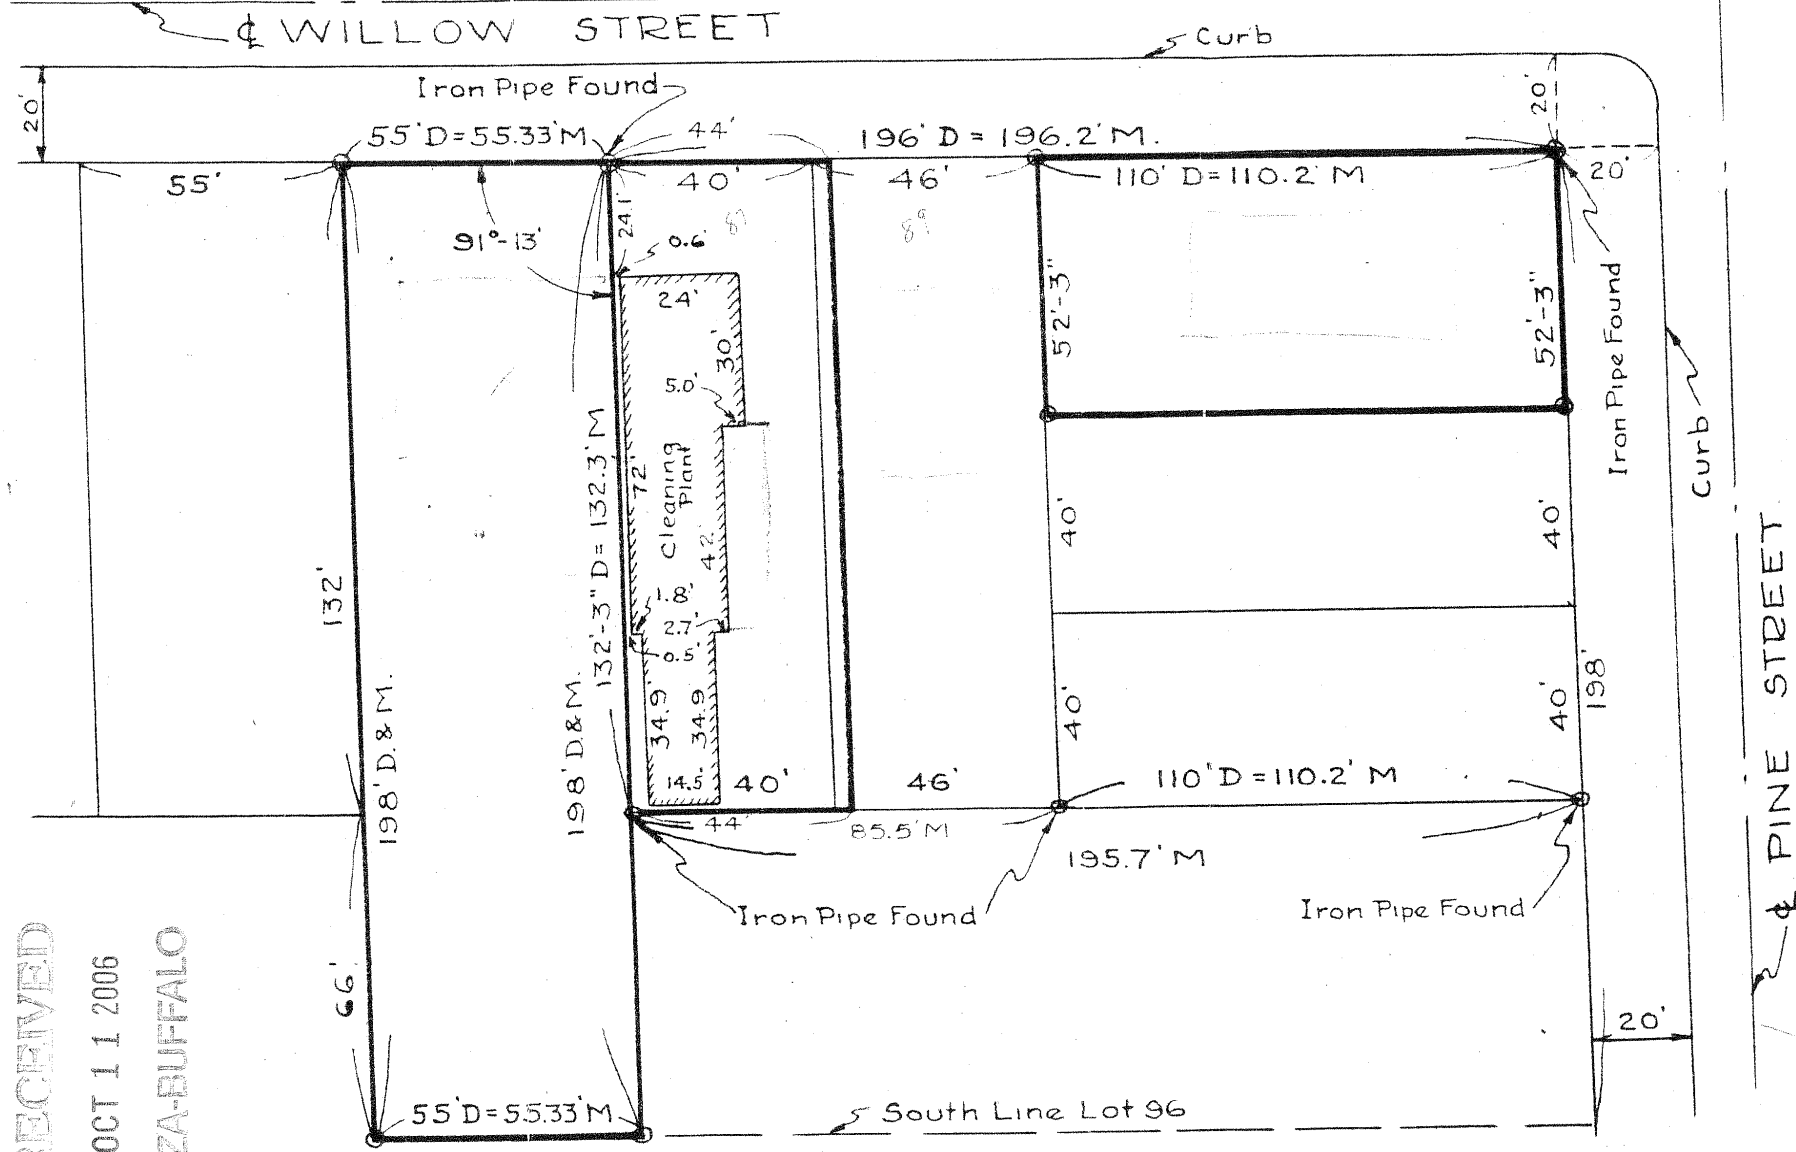 ℄ WILLOW STREET
Curb
Iron Pipe Found
20'
20'
55' D=55.33' M
44'
196' D = 196.2' M.
55'
40'
46'
110' D=110.2' M
20'
24.1'
89
91°-13'
0.6'
24'
30'
5.0'
52'-3"
52'-3"
Iron Pipe Found
Curb
132'-3" D= 132.3' M
72'
Cleaning
Plant
42'
40'
40'
132'
1.8'
2.7'
0.5'
198' D.& M.
198' D.&M.
34.9'
34.9
14.5'
40'
46'
40'
40'
198'
110" D =110.2' M
44'
85.5' M
195.7' M
Iron Pipe Found
Iron Pipe Found
℄ PINE STREET
66'
20'
55' D=55.33' M
South Line Lot 96
RECEIVED
OCT 11 2006
ZA-BUFFALO